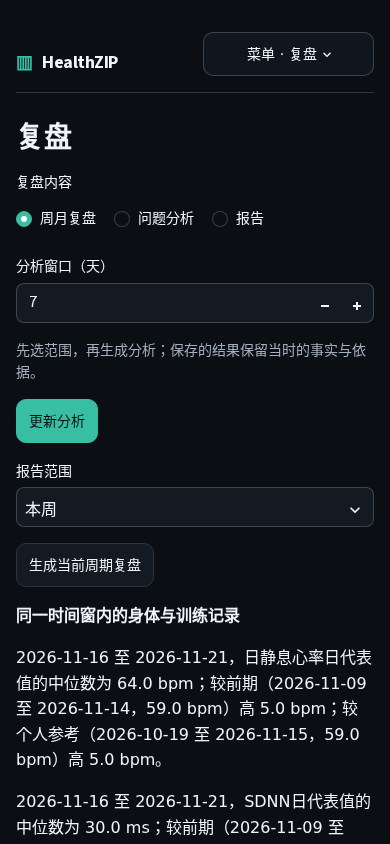 HealthZIP
菜单 · 复盘
复盘
复盘内容
周月复盘 问题分析 报告
分析窗口（天）
7
先选范围，再生成分析；保存的结果保留当时的事实与依
据。
更新分析
报告范围
本周
生成当前周期复盘
同一时间窗内的身体与训练记录
2026-11-16 至 2026-11-21，日静息心率日代表
值的中位数为 64.0 bpm；较前期（2026-11-09
至 2026-11-14，59.0 bpm）高 5.0 bpm；较
个人参考（2026-10-19 至 2026-11-15，59.0
bpm）高 5.0 bpm。
2026-11-16 至 2026-11-21，SDNN日代表值的
中位数为 30.0 ms；较前期（2026-11-09 至